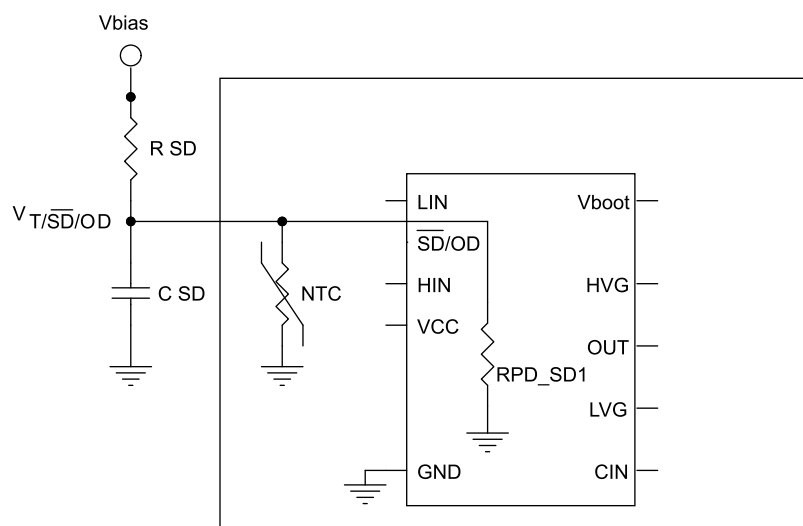 Vbias
R SD
V T/SD/OD
C SD
NTC
LIN
SD/OD
HIN
VCC
GND
RPD_SD1
Vboot
HVG
OUT
LVG
CIN